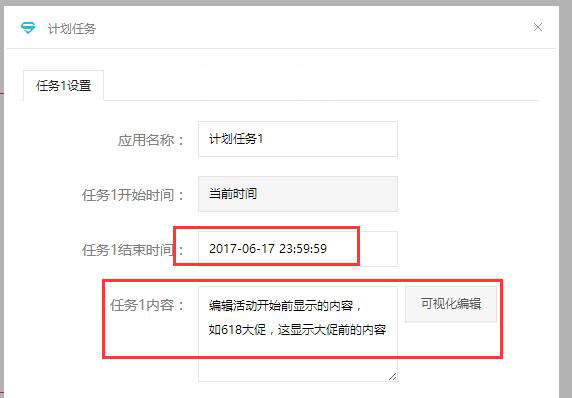 计划任务
任务1设置
应用名称： 计划任务1
任务1开始时间： 当前时间
任务1结束时间： 2017-06-17 23:59:59
任务1内容： 编辑活动开始前显示的内容， 可视化编辑
如618大促，这显示大促前的内容